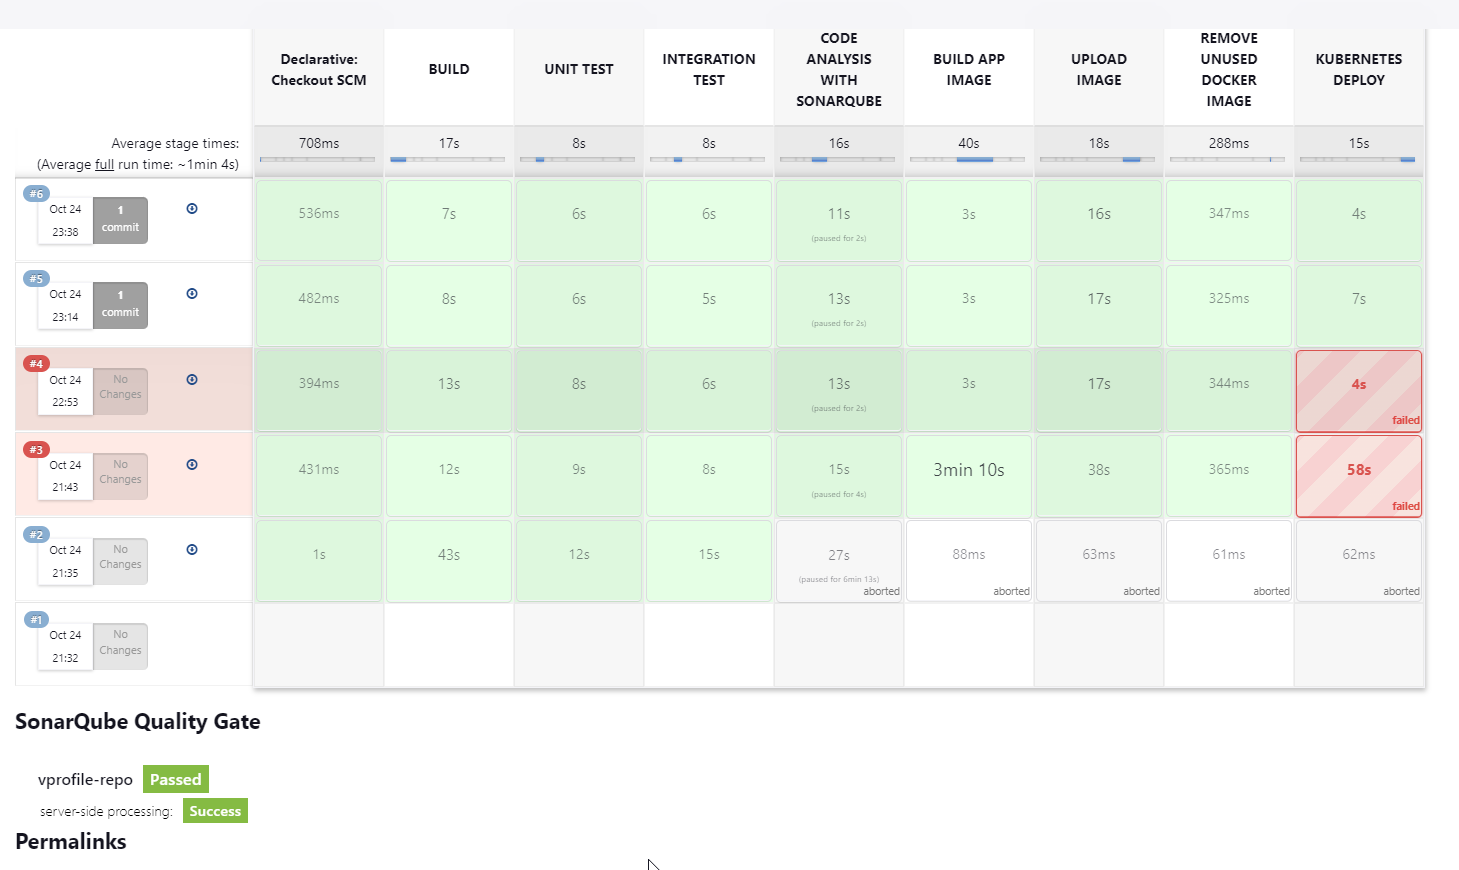 Declarative:
Checkout SCM
BUILD
UNIT TEST
INTEGRATION
TEST
CODE
ANALYSIS
WITH
SONARQUBE
BUILD APP
IMAGE
UPLOAD
IMAGE
REMOVE
UNUSED
DOCKER
IMAGE
KUBERNETES
DEPLOY
Average stage times:
(Average full run time: ~1min 4s)
708ms
17s
8s
8s
16s
40s
18s
288ms
15s
#6
Oct 24
23:38
1
commit
536ms
7s
6s
6s
11s
(paused for 2s)
3s
16s
347ms
4s
#5
Oct 24
23:14
1
commit
482ms
8s
6s
5s
13s
(paused for 2s)
3s
17s
325ms
7s
#4
Oct 24
22:53
No
Changes
394ms
13s
8s
6s
13s
(paused for 2s)
3s
17s
344ms
4s
failed
#3
Oct 24
21:43
No
Changes
431ms
12s
9s
8s
15s
(paused for 4s)
3min 10s
38s
365ms
58s
failed
#2
Oct 24
21:35
No
Changes
1s
43s
12s
15s
27s
(paused for 6min 13s)
aborted
88ms
aborted
63ms
aborted
61ms
aborted
62ms
aborted
#1
Oct 24
21:32
No
Changes
SonarQube Quality Gate
vprofile-repo Passed
server-side processing: Success
Permalinks